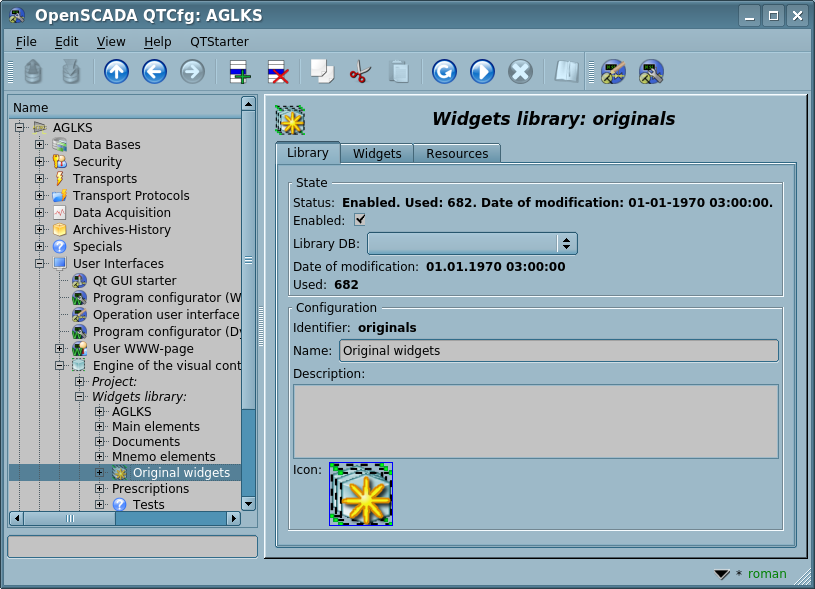 OpenSCADA QTCfg: AGLKS
File Edit View Help QTStarter
Name
AGLKS
Data Bases
Security
Transports
Transport Protocols
Data Acquisition
Archives-History
Specials
User Interfaces
Qt GUI starter
Program configurator (W
Operation user interface
Program configurator (Dy
User WWW-page
Engine of the visual cont
Project:
Widgets library:
AGLKS
Main elements
Documents
Mnemo elements
Original widgets
Prescriptions
Tests
Widgets library: originals
Library Widgets Resources
State
Status: Enabled. Used: 682. Date of modification: 01-01-1970 03:00:00.
Enabled:
Library DB:
Date of modification: 01.01.1970 03:00:00
Used: 682
Configuration
Identifier: originals
Name: Original widgets
Description:
Icon:
* roman